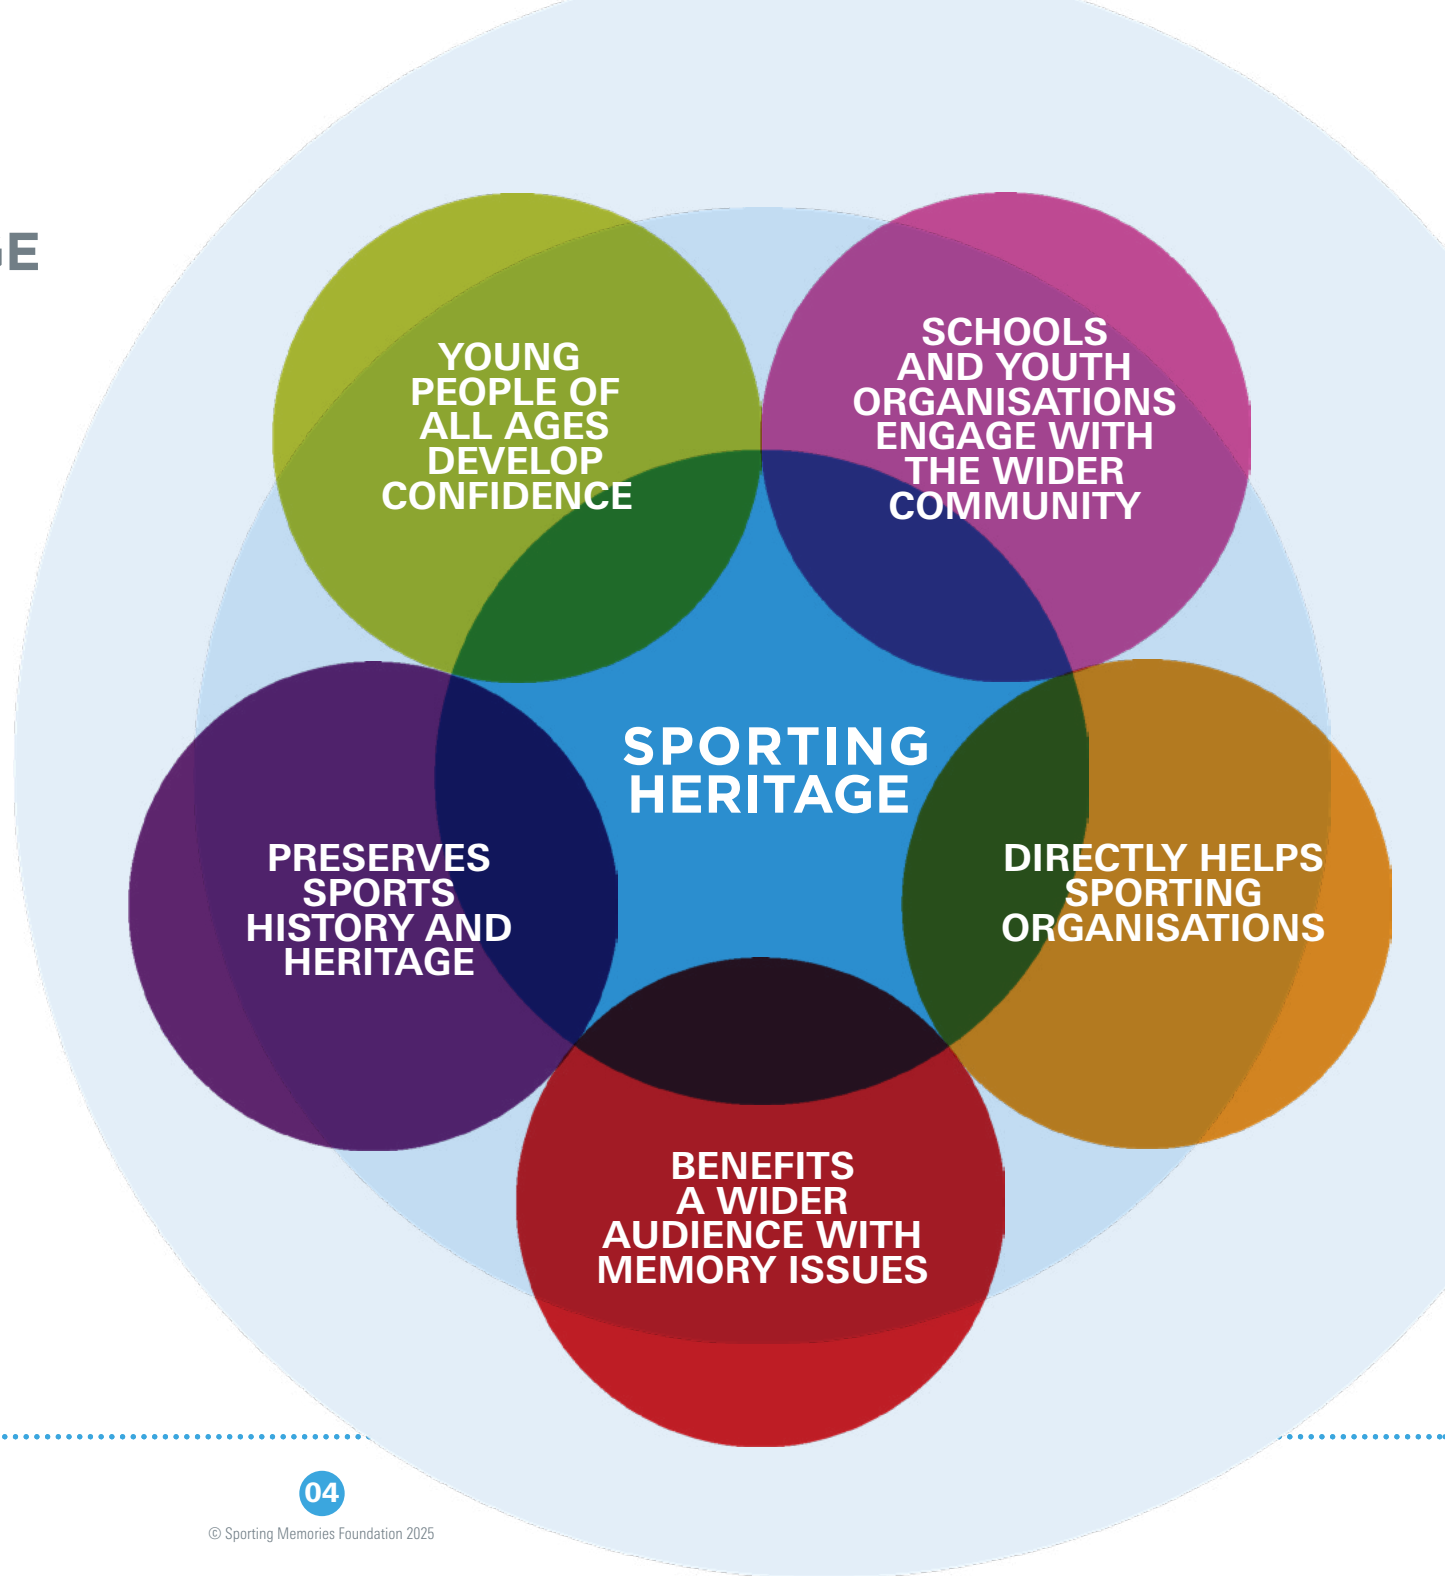 YOUNG
PEOPLE OF
ALL AGES
DEVELOP
CONFIDENCE
SCHOOLS
AND YOUTH
ORGANISATIONS
ENGAGE WITH
THE WIDER
COMMUNITY
SPORTING
HERITAGE
PRESERVES
SPORTS
HISTORY AND
HERITAGE
DIRECTLY HELPS
SPORTING
ORGANISATIONS
BENEFITS
A WIDER
AUDIENCE WITH
MEMORY ISSUES
04
© Sporting Memories Foundation 2025